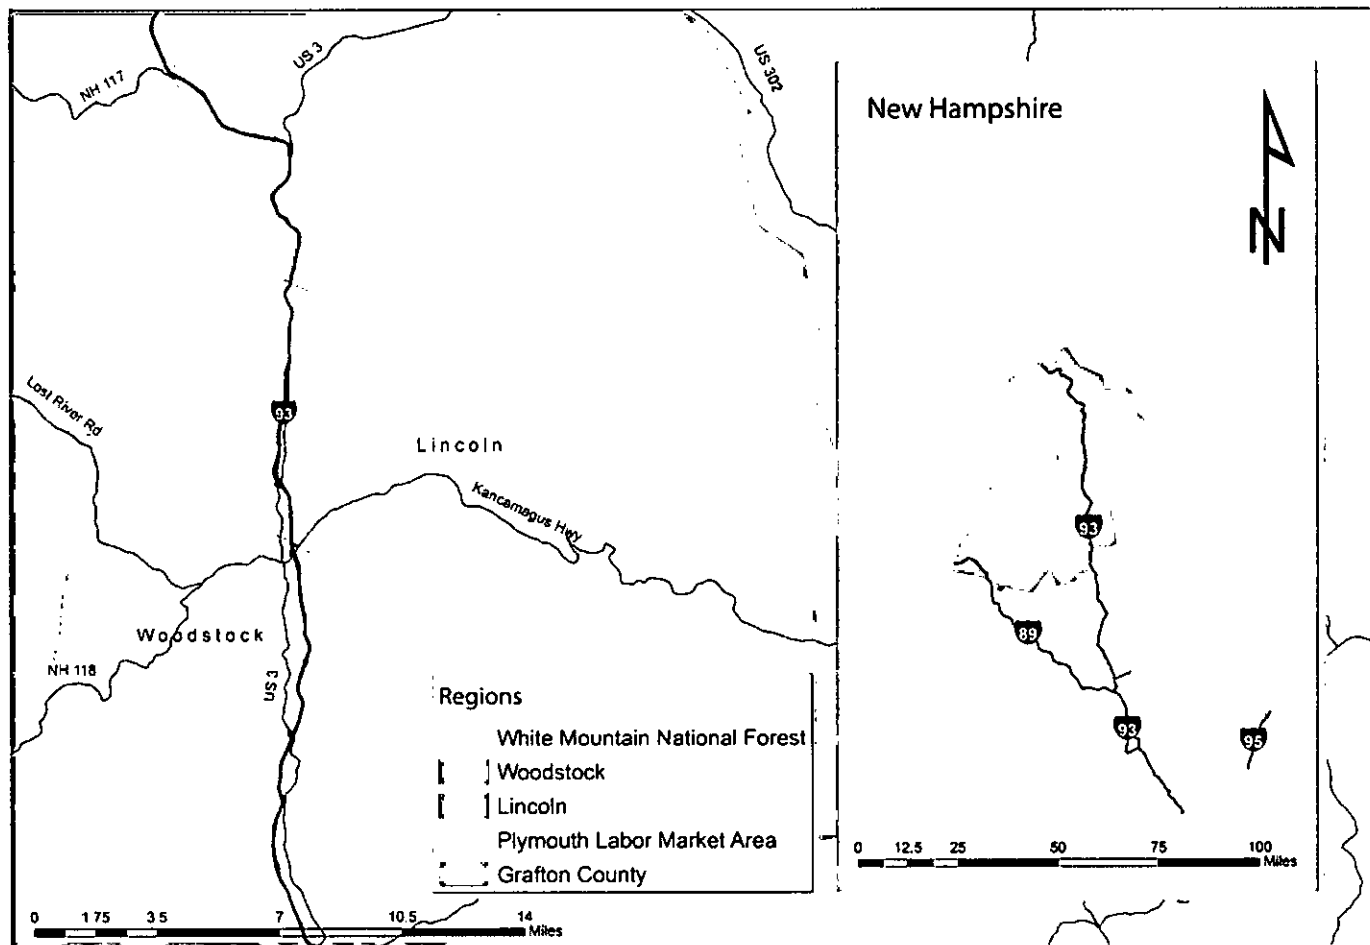 US 3
NH 117
US 302
New Hampshire
N
Lost River Rd
93
Lincoln
Kancamagus Hwy
93
Woodstock
89
NH 118
US 3
Regions
White Mountain National Forest
Woodstock
Lincoln
Plymouth Labor Market Area
Grafton County
93
95
0 12.5 25 50 75 100
Miles
0 1 75 3 5 7 10.5 14
Miles